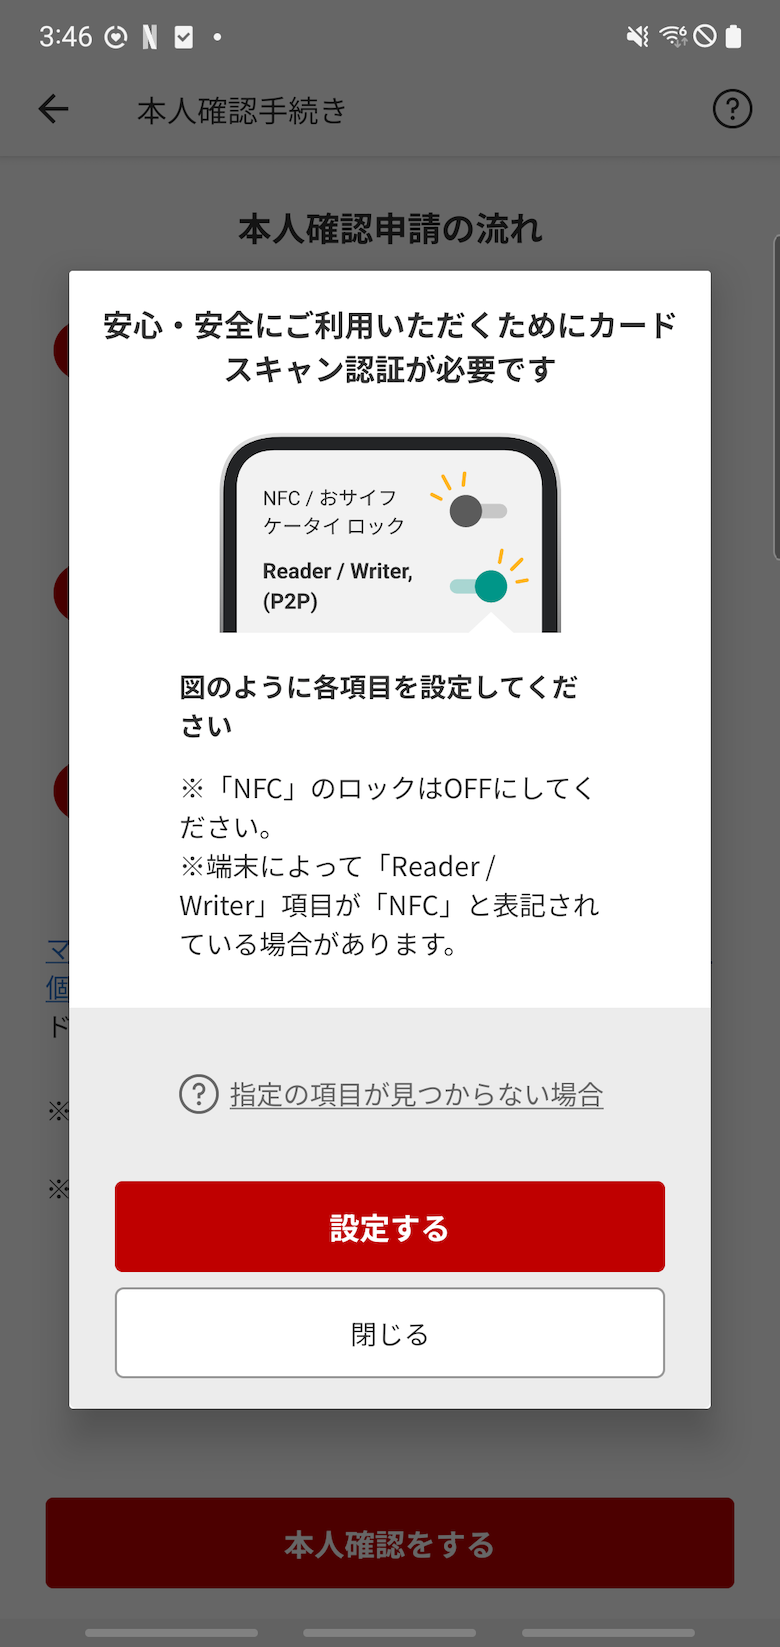 3:46
本人確認手続き
本人確認申請の流れ
安心・安全にご利用いただくためにカード
スキャン認証が必要です
NFC / おサイフ
ケータイ ロック
Reader / Writer,
(P2P)
図のように各項目を設定してくだ
さい
※「NFC」のロックはOFFにしてく
ださい。
※端末によって「Reader /
Writer」項目が「NFC」と表記され
ている場合があります。
マ
個
ド
※
※
指定の項目が見つからない場合
設定する
閉じる
本人確認をする